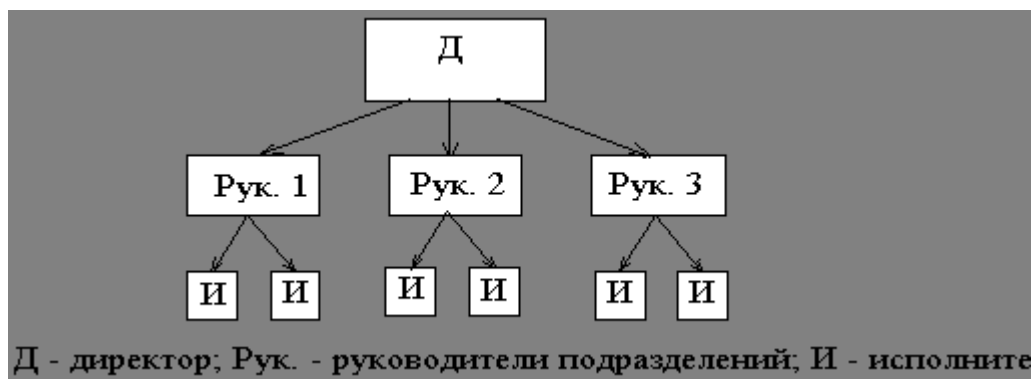 Д
Рук. 1 Рук. 2 Рук. 3
И И И И И И
Д - директор; Рук. - руководители подразделений; И - исполните